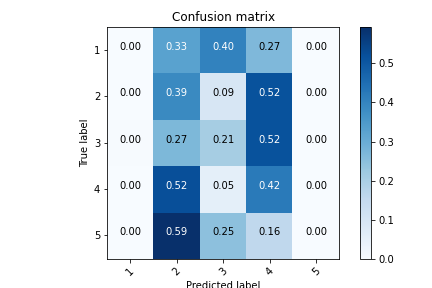 Confusion matrix
True label
1 0.00 0.33 0.40 0.27 0.00
2 0.00 0.39 0.09 0.52 0.00
3 0.00 0.27 0.21 0.52 0.00
4 0.00 0.52 0.05 0.42 0.00
5 0.00 0.59 0.25 0.16 0.00
1 2 3 4 5
Predicted label
0.5
0.4
0.3
0.2
0.1
0.0